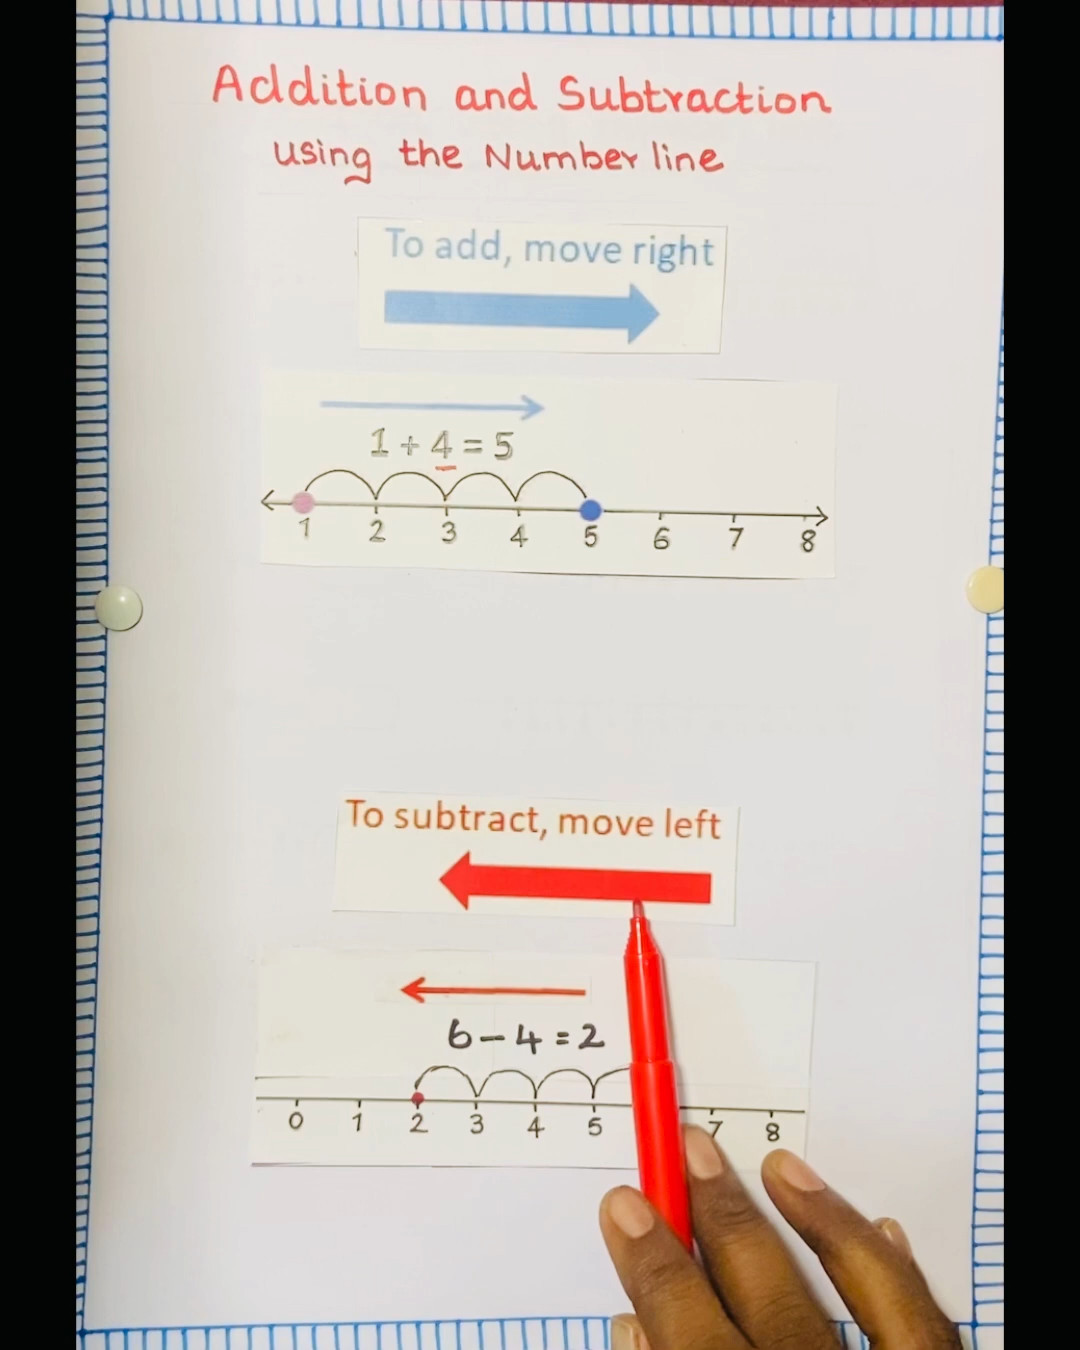 Addition and Subtraction
using the Number line
To add, move right
1 + 4 = 5
1 2 3 4 5 6 7 8
To subtract, move left
6 - 4 = 2
0 1 2 3 4 5 7 8